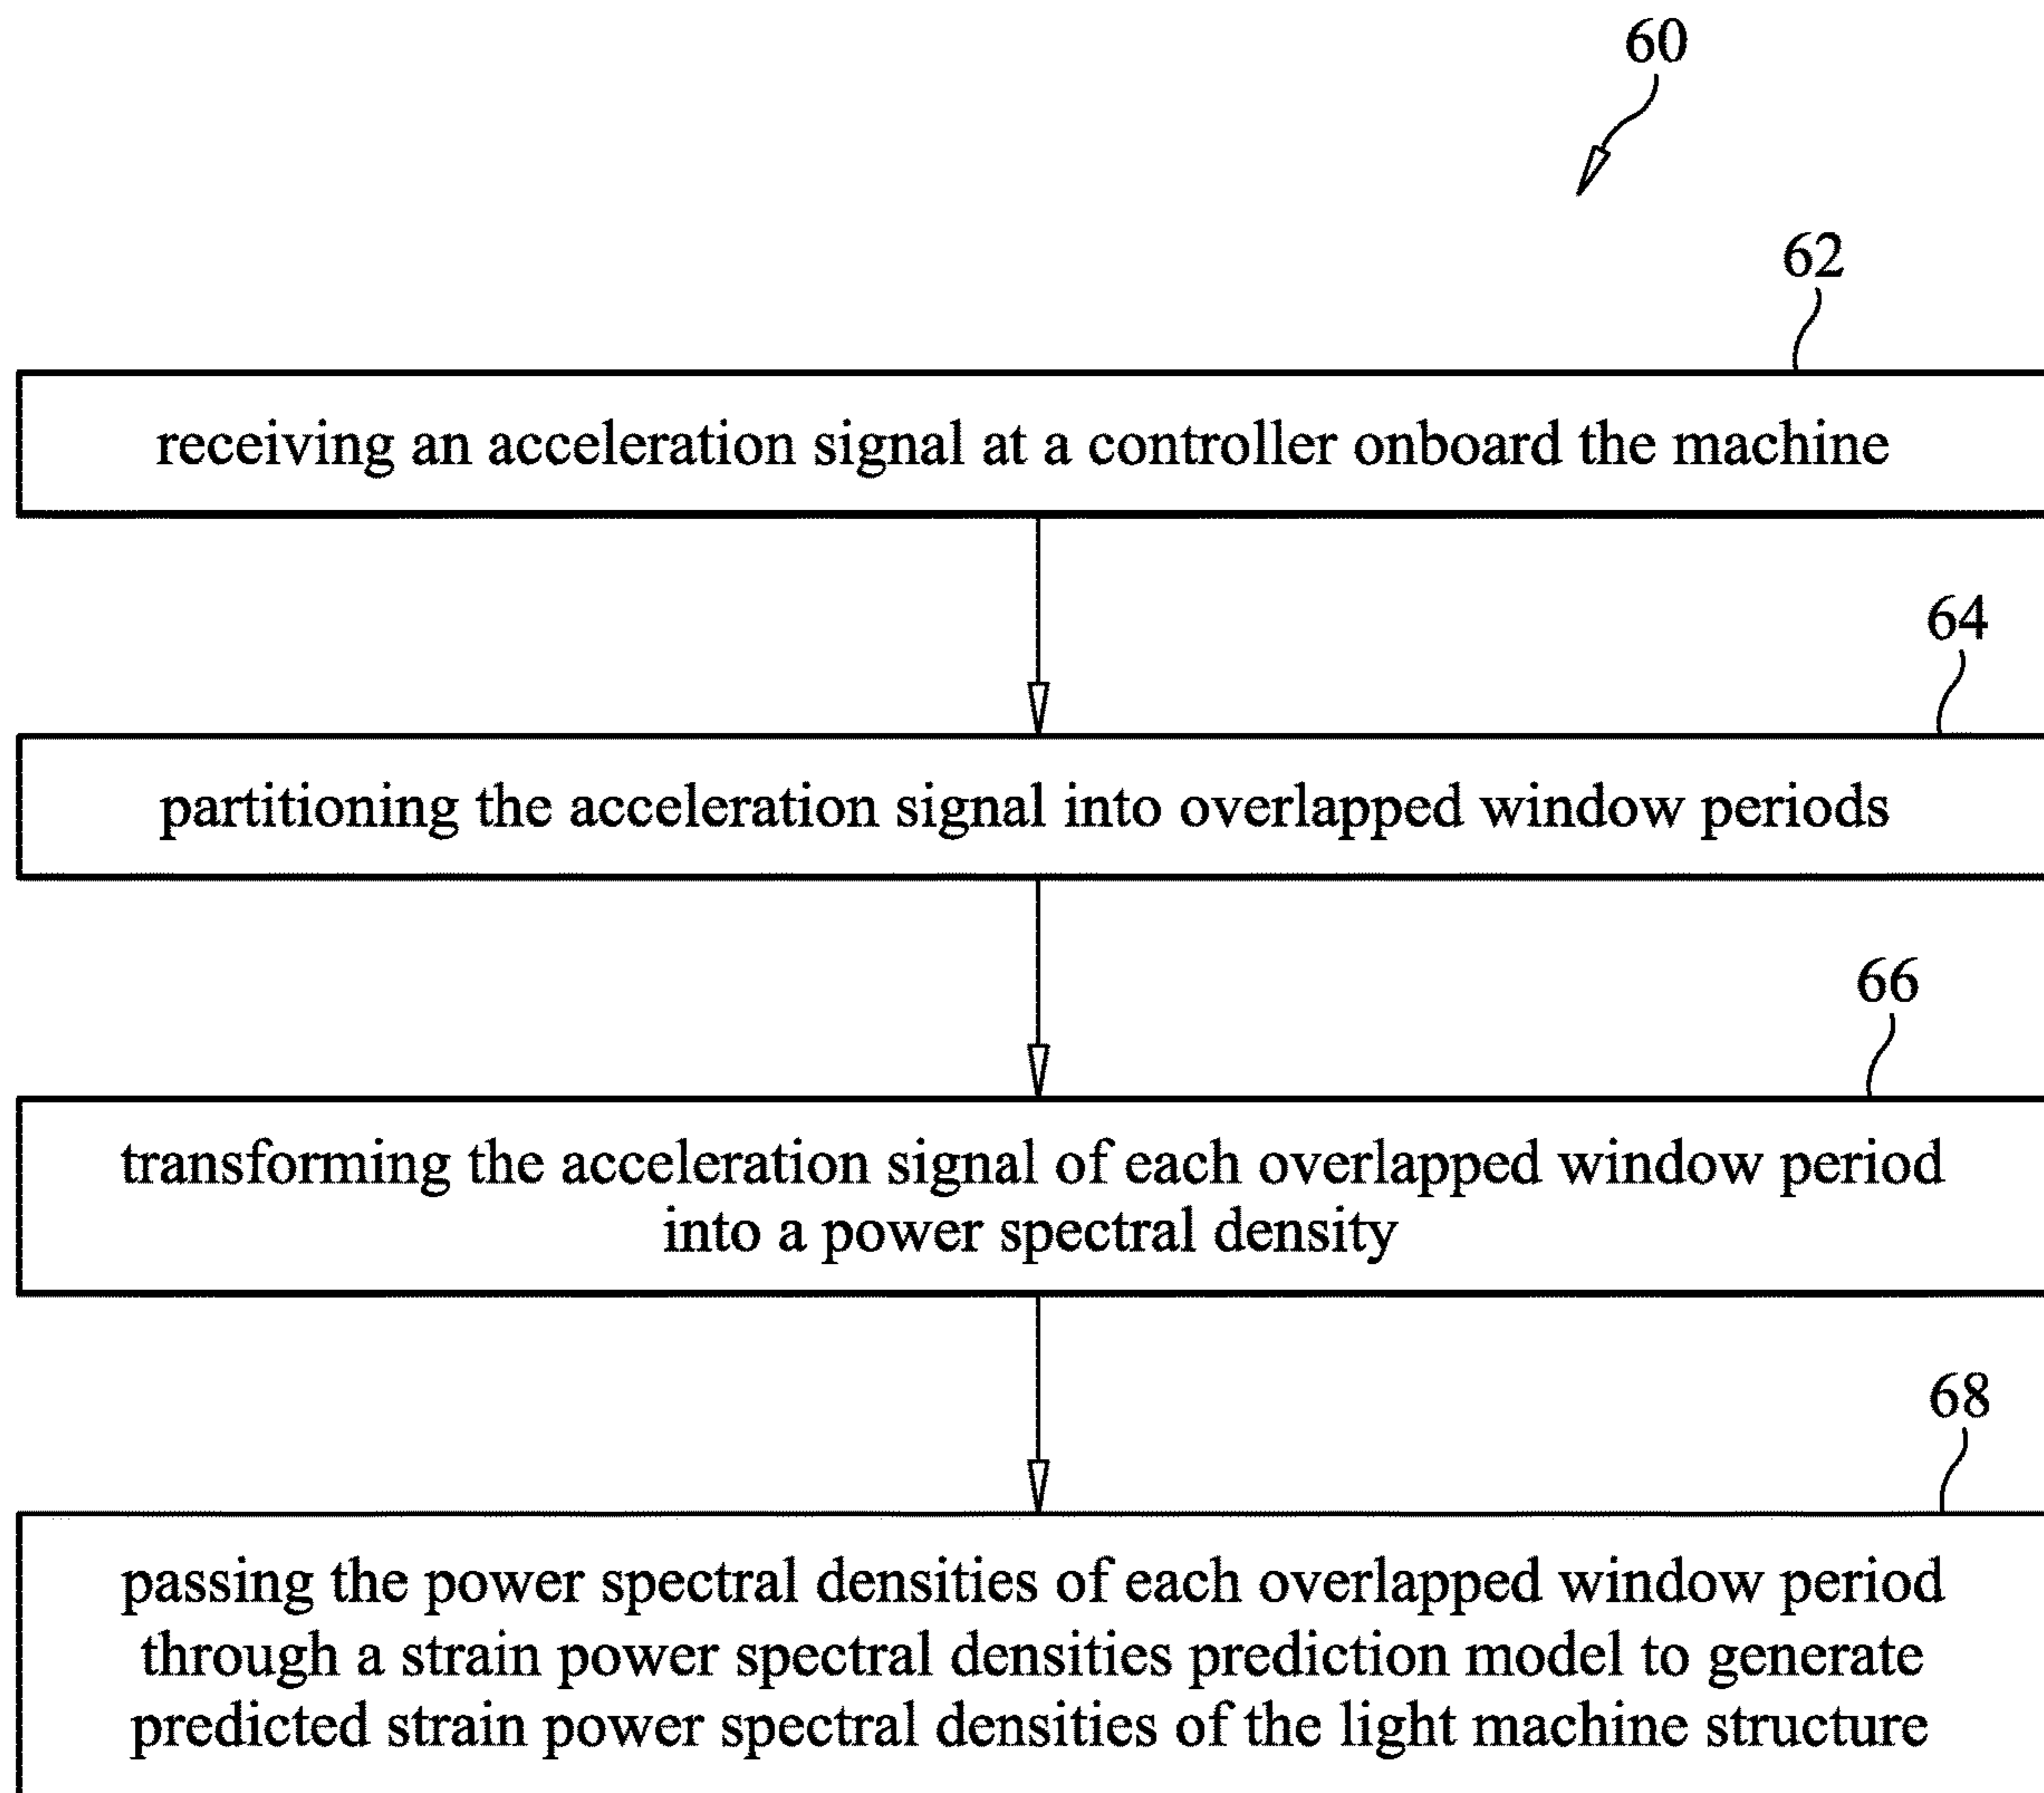 60
62
receiving an acceleration signal at a controller onboard the machine
64
partitioning the acceleration signal into overlapped window periods
66
transforming the acceleration signal of each overlapped window period
into a power spectral density
68
passing the power spectral densities of each overlapped window period
through a strain power spectral densities prediction model to generate
predicted strain power spectral densities of the light machine structure